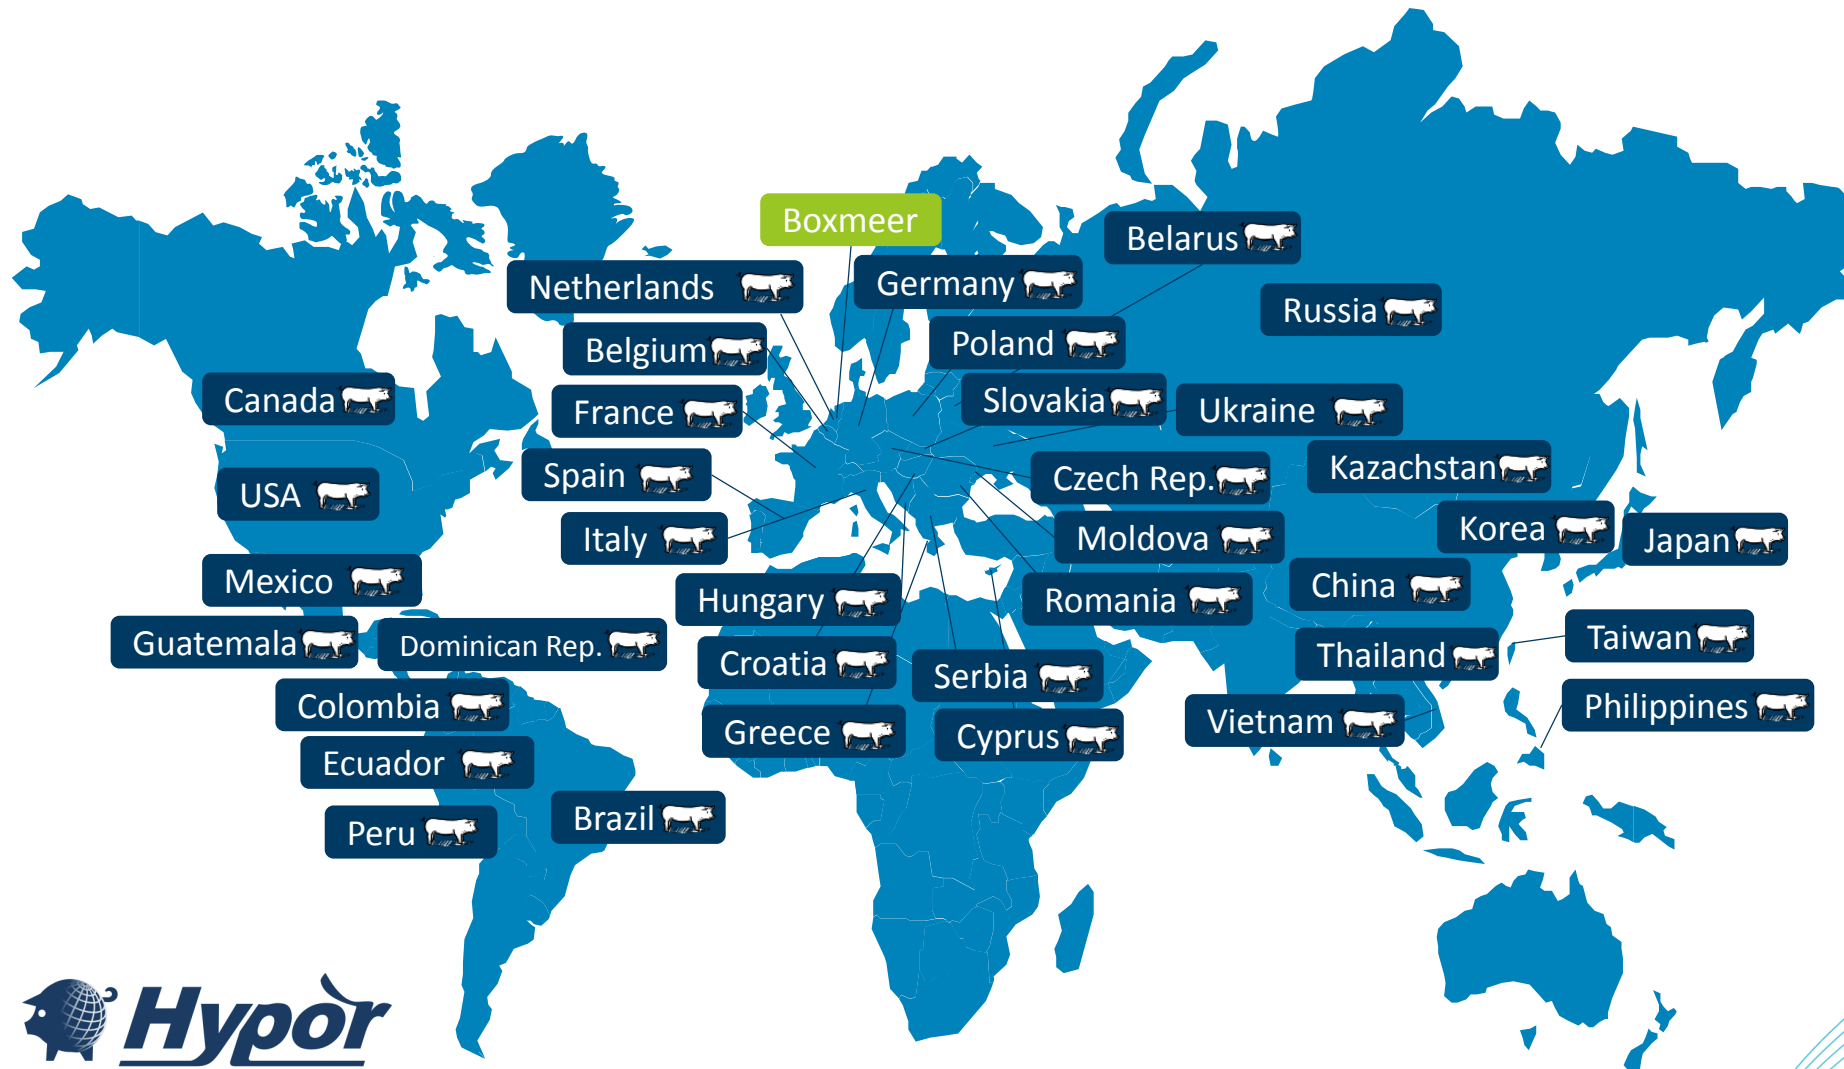 Boxmeer
Belarus
Netherlands
Germany
Russia
Belgium
Poland
Canada
France
Slovakia
Ukraine
Spain
Czech Rep.
Kazachstan
USA
Italy
Moldova
Korea
Japan
Mexico
Hungary
Romania
China
Guatemala
Dominican Rep.
Croatia
Serbia
Thailand
Taiwan
Colombia
Greece
Cyprus
Vietnam
Philippines
Ecuador
Peru
Brazil
Hypor